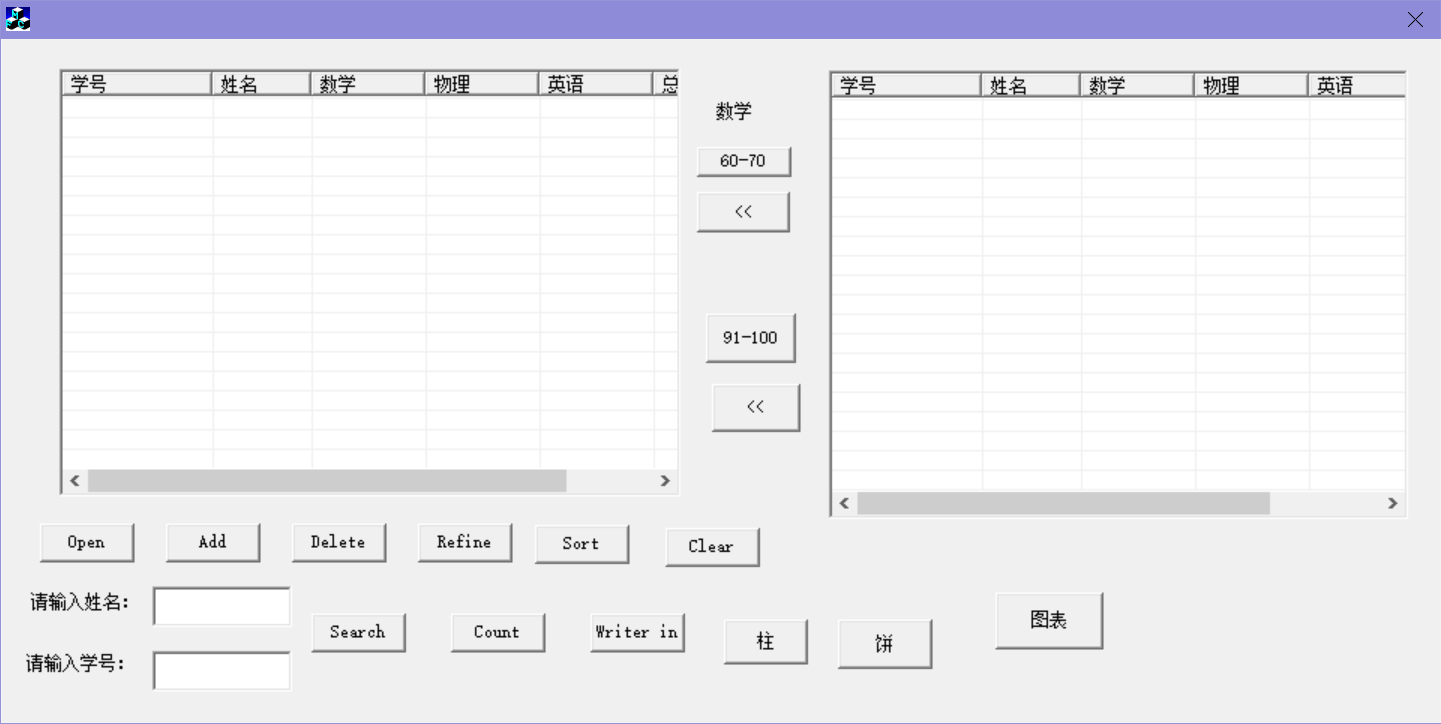 学号 姓名 数学 物理 英语 总
数学
60-70
<<
91-100
<<
学号 姓名 数学 物理 英语
Open Add Delete Refine Sort Clear
请输入姓名：
Search Count Writer in 柱 饼 图表
请输入学号：